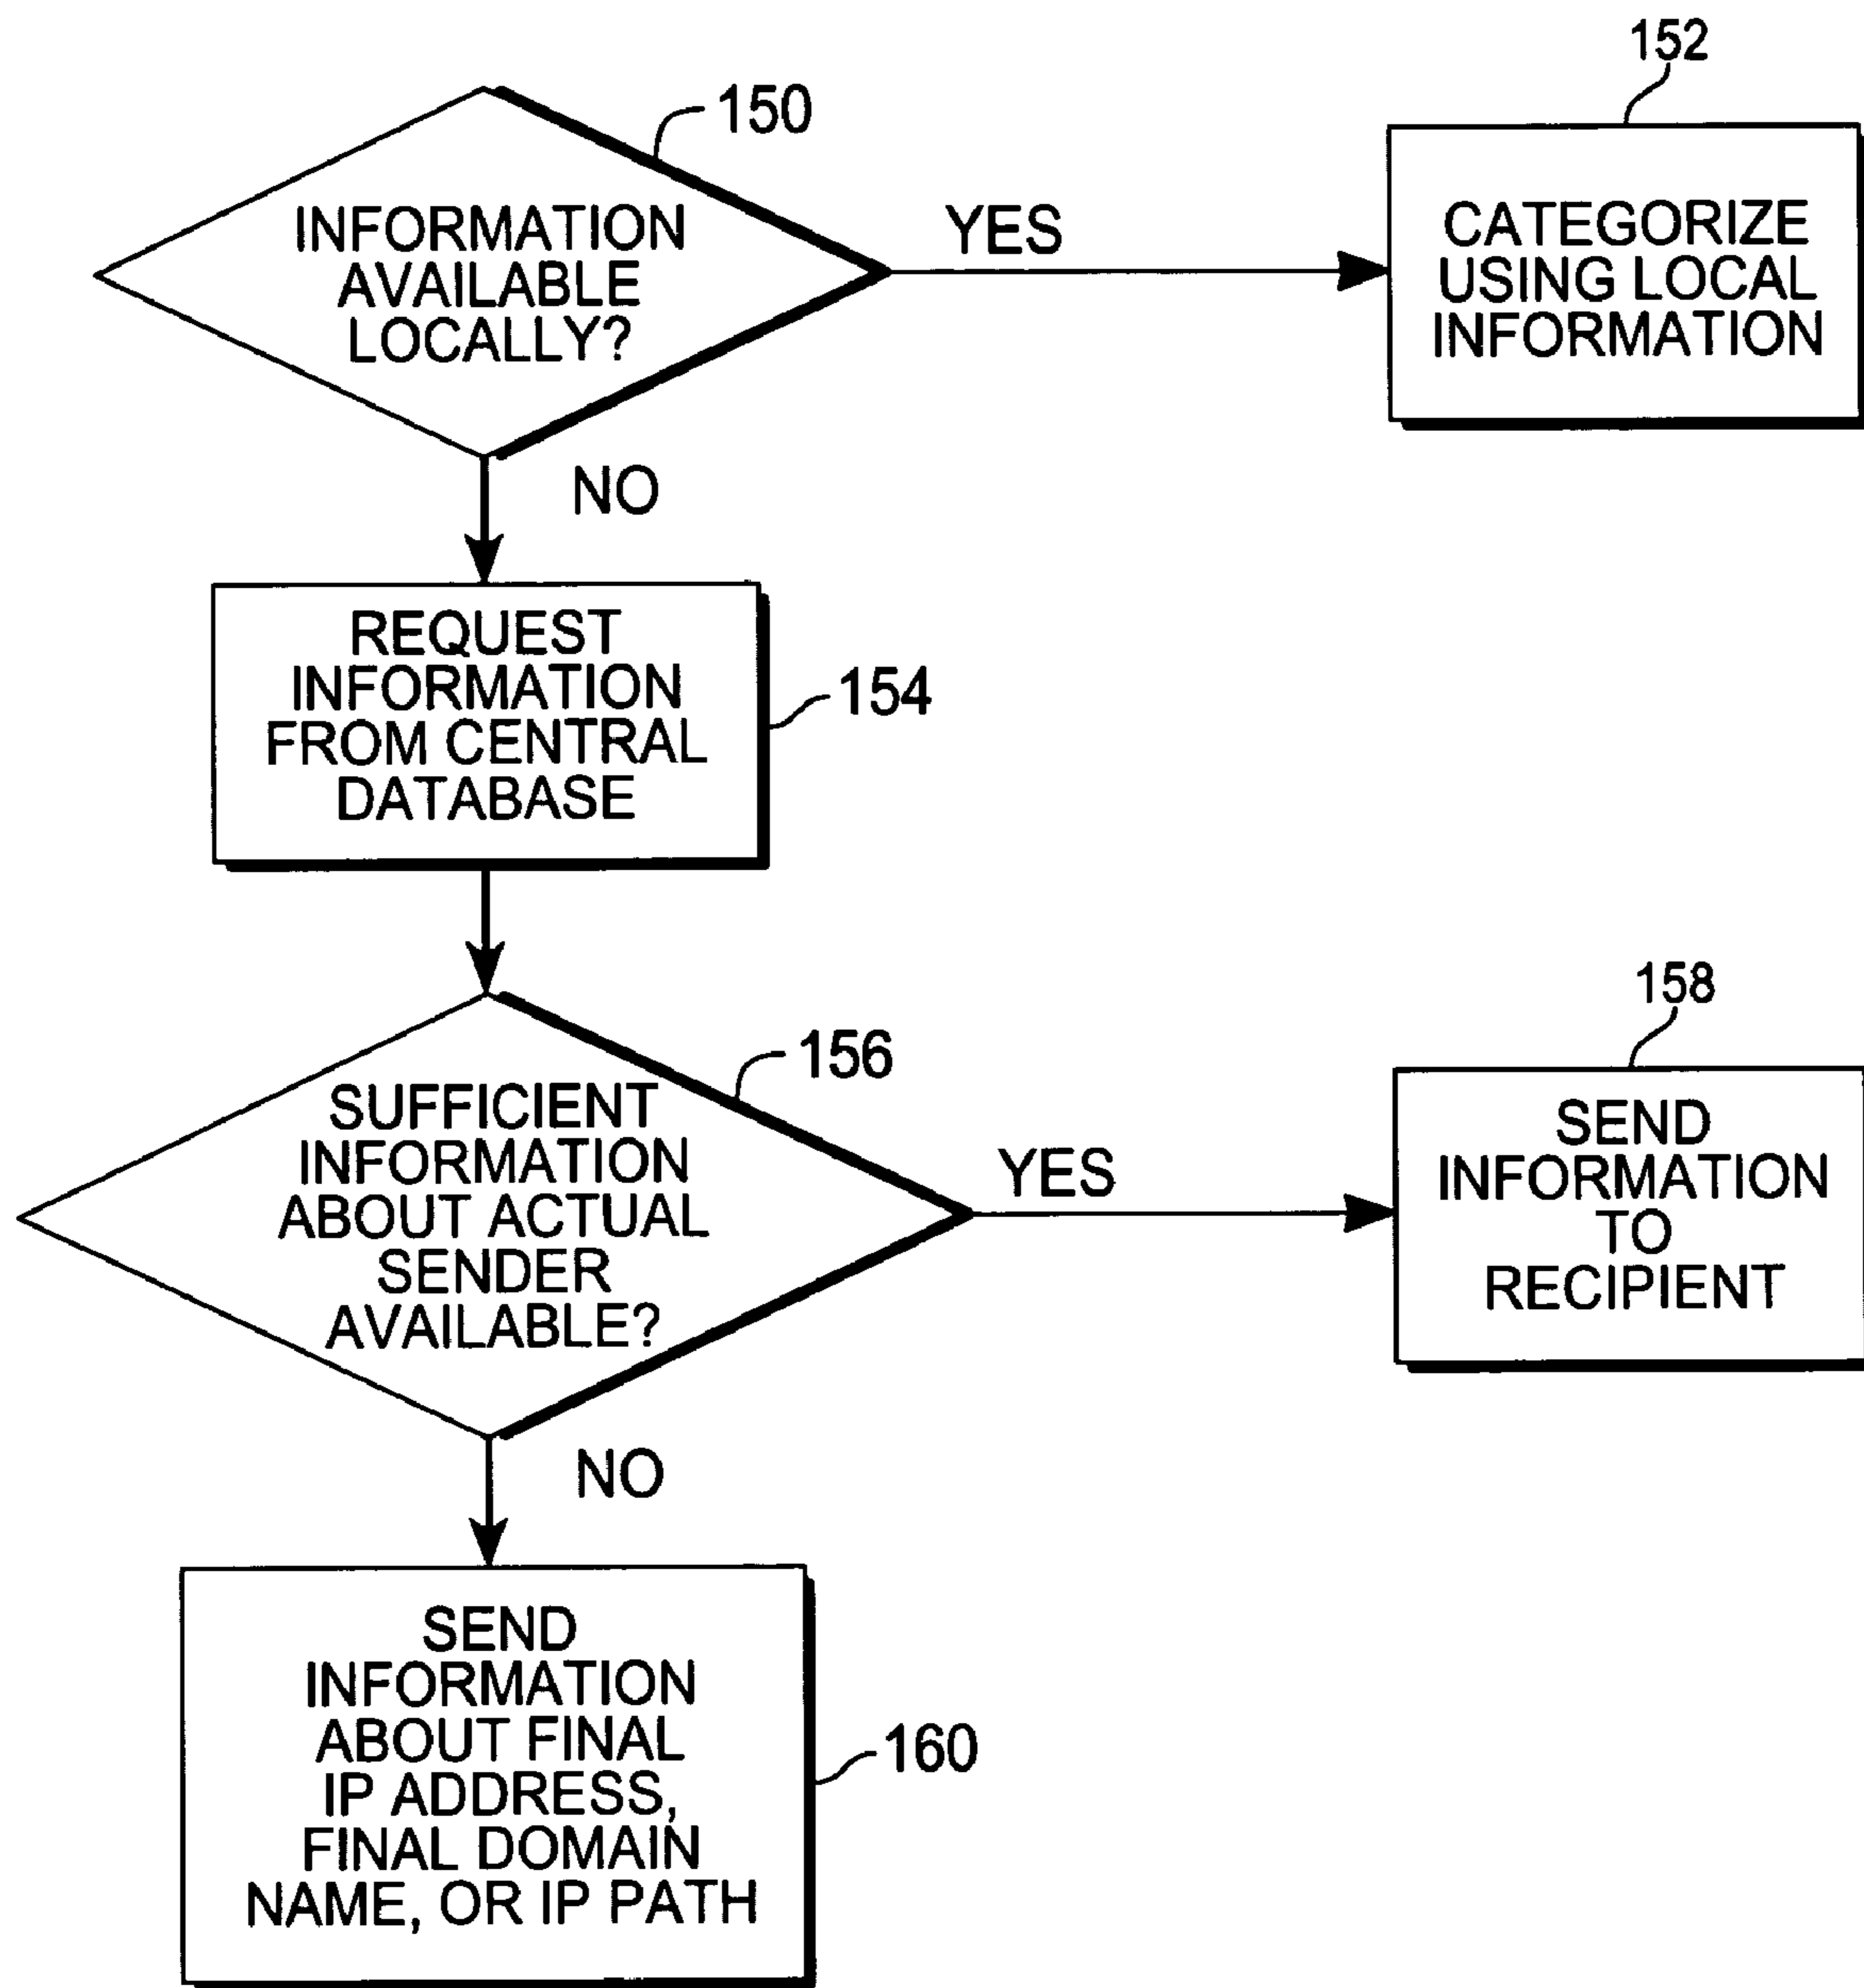 152
150
INFORMATION
AVAILABLE
LOCALLY?
YES
CATEGORIZE
USING LOCAL
INFORMATION
NO
REQUEST
INFORMATION
FROM CENTRAL
DATABASE
154
158
156
SUFFICIENT
INFORMATION
ABOUT ACTUAL
SENDER
AVAILABLE?
YES
SEND
INFORMATION
TO
RECIPIENT
NO
SEND
INFORMATION
ABOUT FINAL
IP ADDRESS,
FINAL DOMAIN
NAME, OR IP PATH
160